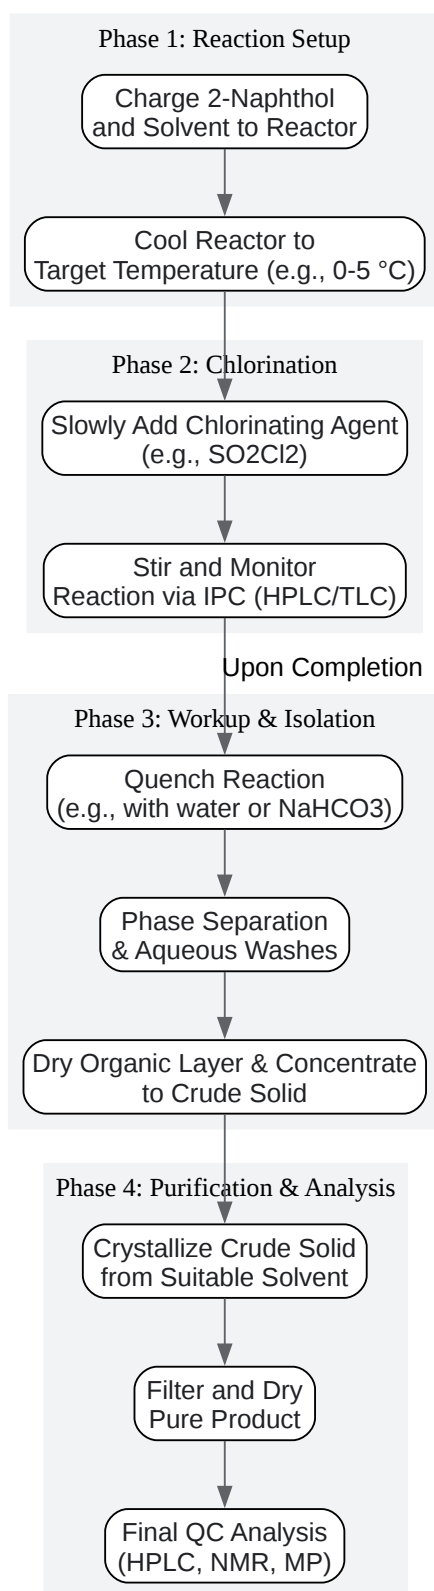 Phase 1: Reaction Setup
Charge 2-Naphthol
and Solvent to Reactor
Cool Reactor to
Target Temperature (e.g., 0-5 °C)
Phase 2: Chlorination
Slowly Add Chlorinating Agent
(e.g., SO2Cl2)
Stir and Monitor
Reaction via IPC (HPLC/TLC)
Upon Completion
Phase 3: Workup & Isolation
Quench Reaction
(e.g., with water or NaHCO3)
Phase Separation
& Aqueous Washes
Dry Organic Layer & Concentrate
to Crude Solid
Phase 4: Purification & Analysis
Crystallize Crude Solid
from Suitable Solvent
Filter and Dry
Pure Product
Final QC Analysis
(HPLC, NMR, MP)